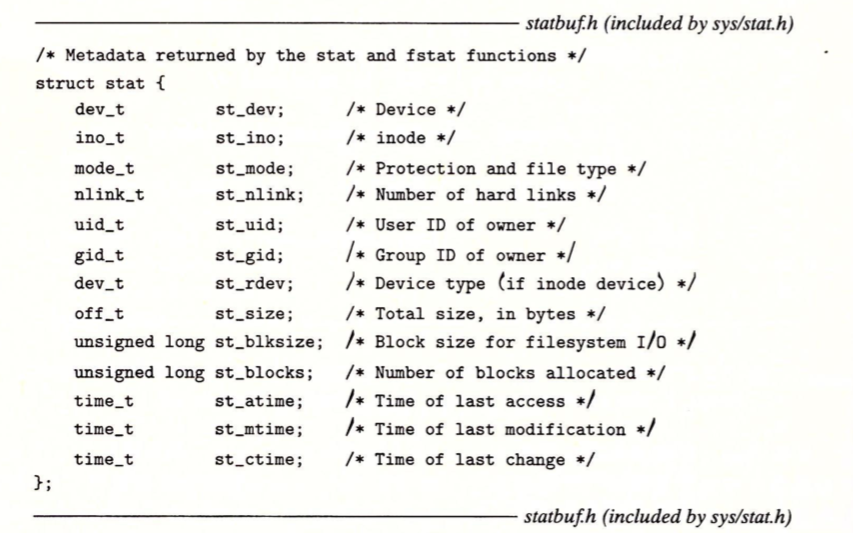 statbuf.h (included by sys/stat.h)
/* Metadata returned by the stat and fstat functions */
struct stat {
    dev_t         st_dev;      /* Device */
    ino_t         st_ino;      /* inode */
    mode_t        st_mode;     /* Protection and file type */
    nlink_t       st_nlink;    /* Number of hard links */
    uid_t         st_uid;      /* User ID of owner */
    gid_t         st_gid;      /* Group ID of owner */
    dev_t         st_rdev;     /* Device type (if inode device) */
    off_t         st_size;     /* Total size, in bytes */
    unsigned long st_blksize;  /* Block size for filesystem I/O */
    unsigned long st_blocks;   /* Number of blocks allocated */
    time_t        st_atime;    /* Time of last access */
    time_t        st_mtime;    /* Time of last modification */
    time_t        st_ctime;    /* Time of last change */
};
statbuf.h (included by sys/stat.h)